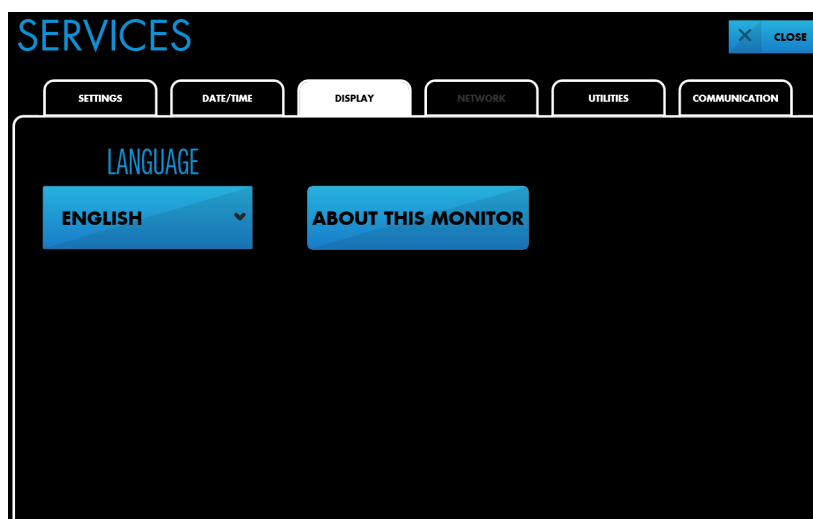 SERVICES
CLOSE
SETTINGS DATE/TIME DISPLAY NETWORK UTILITIES COMMUNICATION
LANGUAGE
ENGLISH ABOUT THIS MONITOR